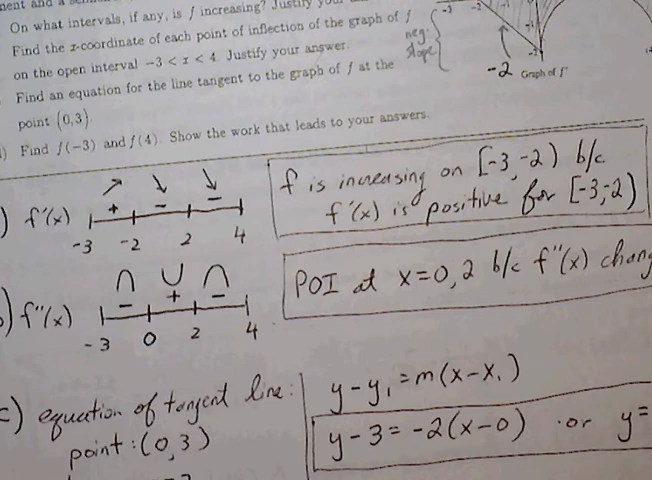 On what intervals, if any, is f increasing? Justify
Find the x-coordinate of each point of inflection of the graph of f
on the open interval −3 < x < 4. Justify your answer.
Find an equation for the line tangent to the graph of f at the
point (0,3).
) Find f(−3) and f(4). Show the work that leads to your answers.
neg.
slope
-2
Graph of f'
) f'(x) + - -
-3 -2 2 4
f is increasing on [-3,-2) b/c
f'(x) is positive for [-3,-2)
) f"(x) - + -
-3 0 2 4
POI at x=0,2 b/c f"(x)
c) equation of tangent line:
point: (0,3)
y-y₁=m(x-x₁)
y-3=-2(x-0) or y=